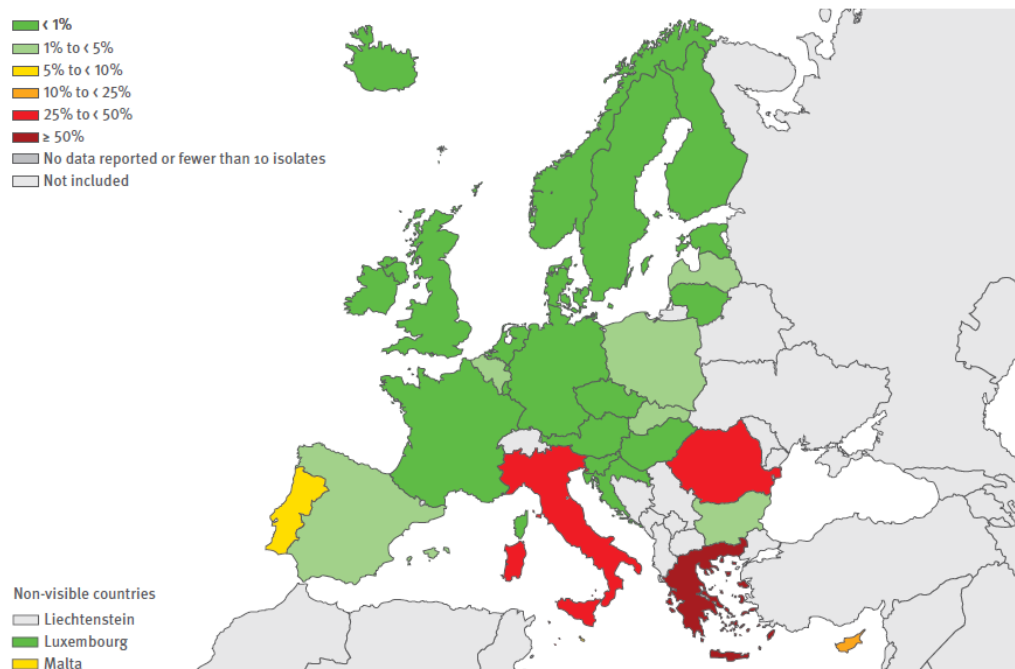 < 1%
1% to < 5%
5% to < 10%
10% to < 25%
25% to < 50%
≥ 50%
No data reported or fewer than 10 isolates
Not included
Non-visible countries
Liechtenstein
Luxembourg
Malta